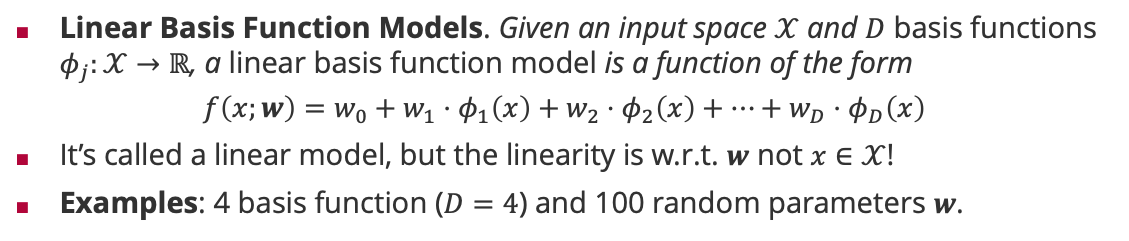 ▪ Linear Basis Function Models. Given an input space 𝒳 and D basis functions
ϕⱼ: 𝒳 → ℝ, a linear basis function model is a function of the form
f(x; w) = w₀ + w₁ · ϕ₁(x) + w₂ · ϕ₂(x) + ⋯ + w_D · ϕ_D(x)
▪ It’s called a linear model, but the linearity is w.r.t. w not x ∈ 𝒳!
▪ Examples: 4 basis function (D = 4) and 100 random parameters w.